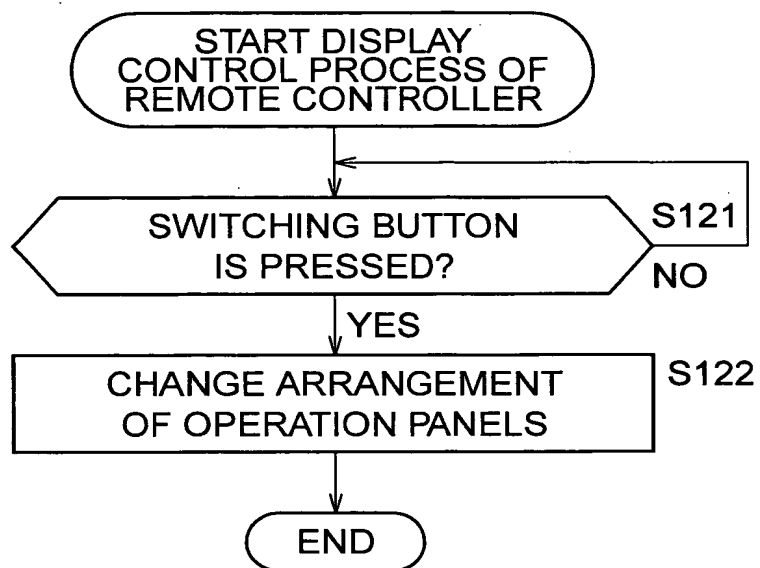 START DISPLAY
CONTROL PROCESS OF
REMOTE CONTROLLER
SWITCHING BUTTON
IS PRESSED?
S121
NO
YES
CHANGE ARRANGEMENT
OF OPERATION PANELS
S122
END